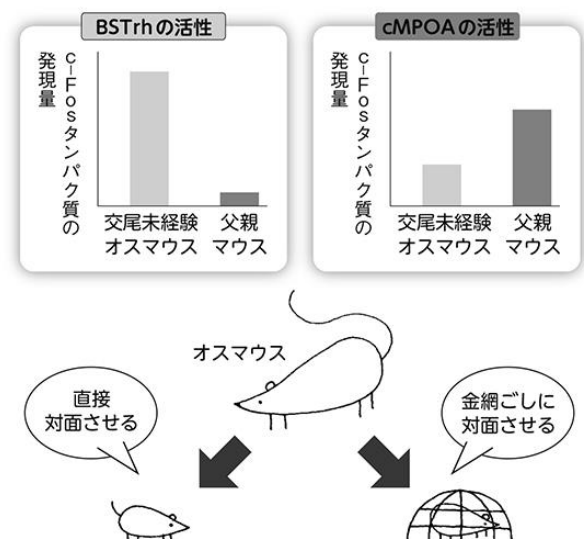 BSTrhの活性
c-Fosタンパク質の
発現量
交尾未経験
オスマウス
父親
マウス
cMPOAの活性
c-Fosタンパク質の
発現量
交尾未経験
オスマウス
父親
マウス
オスマウス
直接
対面させる
金網ごしに
対面させる